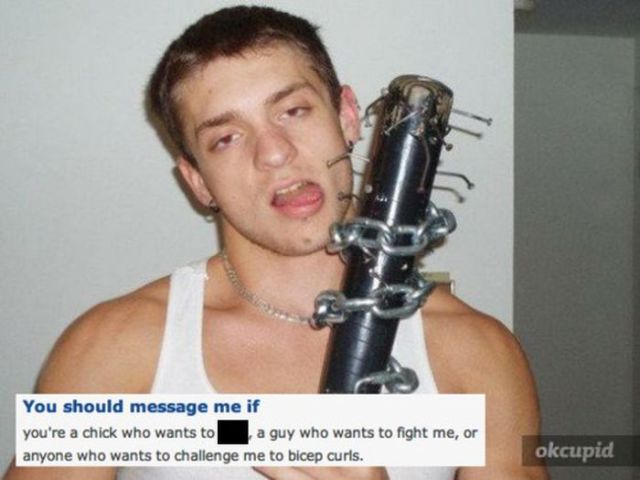 You should message me if
you're a chick who wants to , a guy who wants to fight me, or
anyone who wants to challenge me to bicep curls.
okcupid